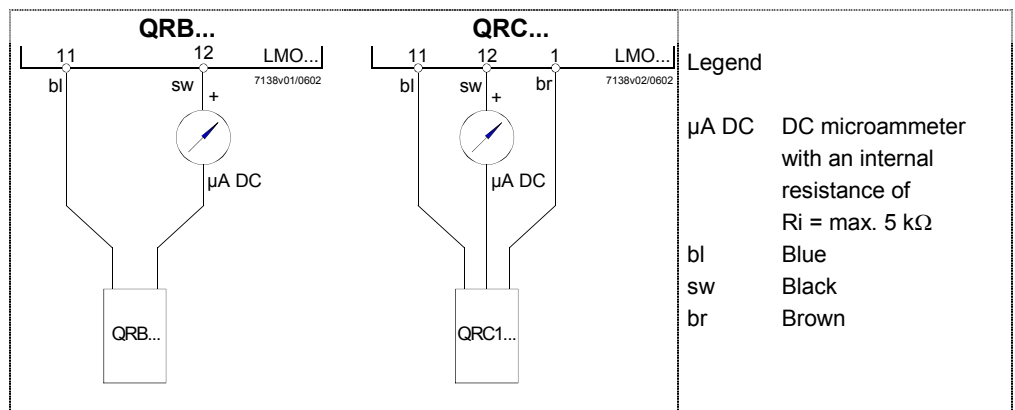 QRB...
11 12 LMO...
bl sw 7138v01/0602
+
µA DC
QRB...
QRC...
11 12 1 LMO...
bl sw br 7138v02/0602
+
µA DC
QRC1...
Legend
µA DC DC microammeter
with an internal
resistance of
Ri = max. 5 kΩ
bl Blue
sw Black
br Brown